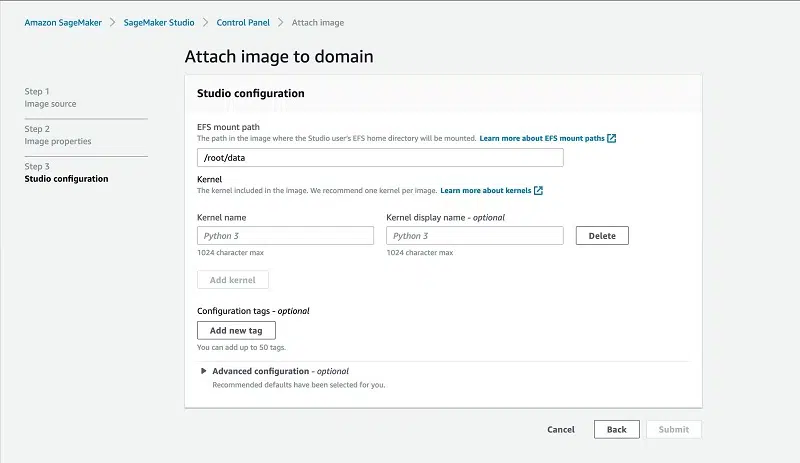 Amazon SageMaker > SageMaker Studio > Control Panel > Attach image
Attach image to domain
Step 1
Image source
Step 2
Image properties
Step 3
Studio configuration
Studio configuration
EFS mount path
The path in the image where the Studio user's EFS home directory will be mounted. Learn more about EFS mount paths
/root/data
Kernel
The kernel included in the image. We recommend one kernel per image. Learn more about kernels
Kernel name Kernel display name - optional
Python 3 Python 3 Delete
1024 character max 1024 character max
Add kernel
Configuration tags - optional
Add new tag
You can add up to 50 tags.
Advanced configuration - optional
Recommended defaults have been selected for you.
Cancel Back Submit